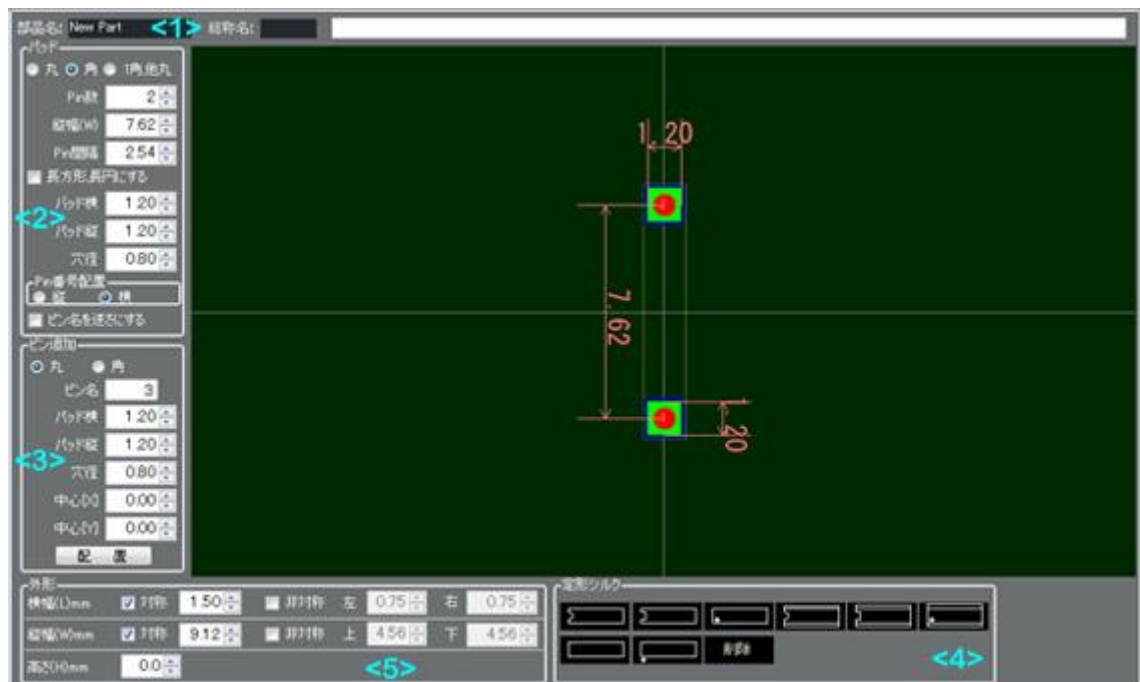 部品名: New Part <1> 総称名:
パッド
丸 角 1角,他丸
Pin数 2
縦幅(W) 7.62
Pin間隔 2.54
長方形,長円にする
パッド横 1.20
<2>
パッド縦 1.20
穴径 0.80
Pin番号配置
縦 横
ピン名を逆さにする
ピン追加
丸 角
ピン名 3
パッド横 1.20
パッド縦 1.20
<3>
穴径 0.80
中心[X] 0.00
中心[Y] 0.00
配 置
1.20
7.62
1.20
外形
横幅(L)mm 対称 1.50 非対称 左 0.75 右 0.75
縦幅(W)mm 対称 9.12 非対称 上 4.56 下 4.56
高さ(H)mm 0.0 <5>
定形シルク
削除 <4>